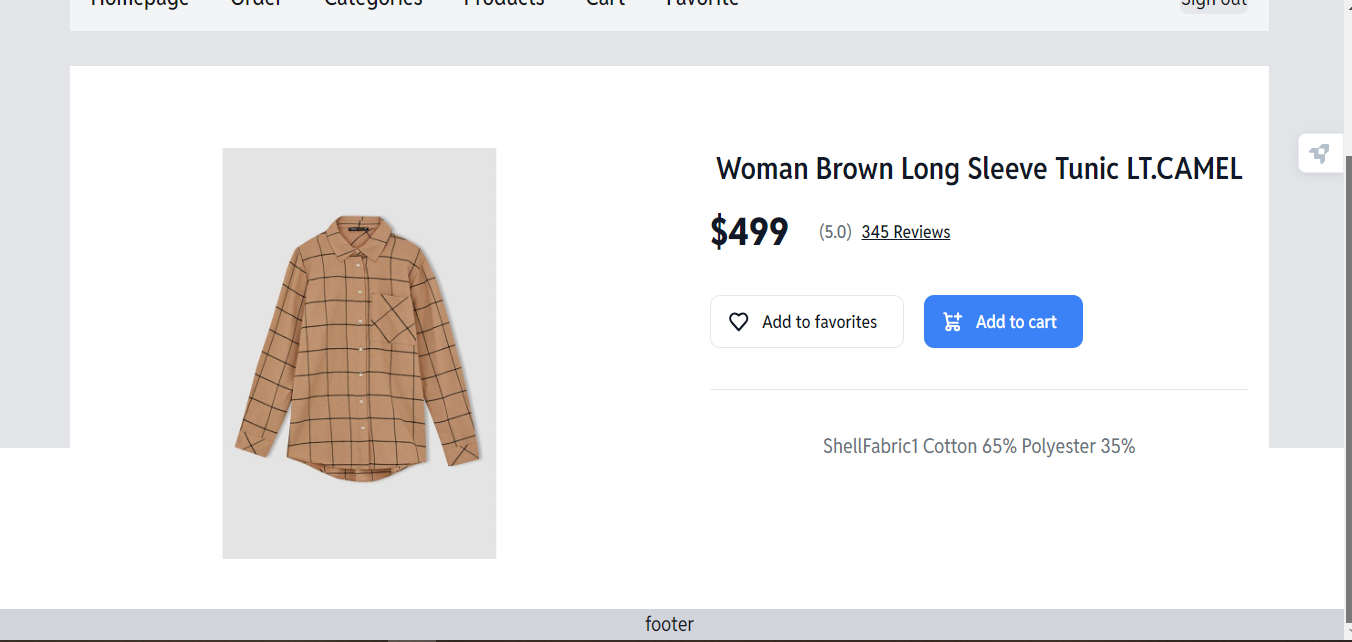 Homepage Order Categories Products Cart Favorite Sign out
Woman Brown Long Sleeve Tunic LT.CAMEL
$499 (5.0) 345 Reviews
Add to favorites Add to cart
ShellFabric1 Cotton 65% Polyester 35%
footer